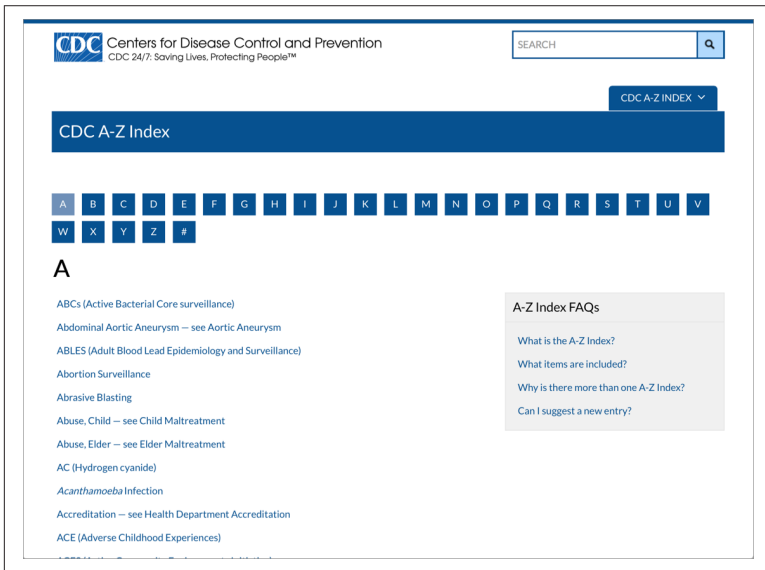 CDC Centers for Disease Control and Prevention
CDC 24/7: Saving Lives, Protecting People™
SEARCH
CDC A-Z INDEX
CDC A-Z Index
A B C D E F G H I J K L M N O P Q R S T U V
W X Y Z #
A
ABCs (Active Bacterial Core surveillance)
Abdominal Aortic Aneurysm — see Aortic Aneurysm
ABLES (Adult Blood Lead Epidemiology and Surveillance)
Abortion Surveillance
Abrasive Blasting
Abuse, Child — see Child Maltreatment
Abuse, Elder — see Elder Maltreatment
AC (Hydrogen cyanide)
Acanthamoeba Infection
Accreditation — see Health Department Accreditation
ACE (Adverse Childhood Experiences)
A-Z Index FAQs
What is the A-Z Index?
What items are included?
Why is there more than one A-Z Index?
Can I suggest a new entry?